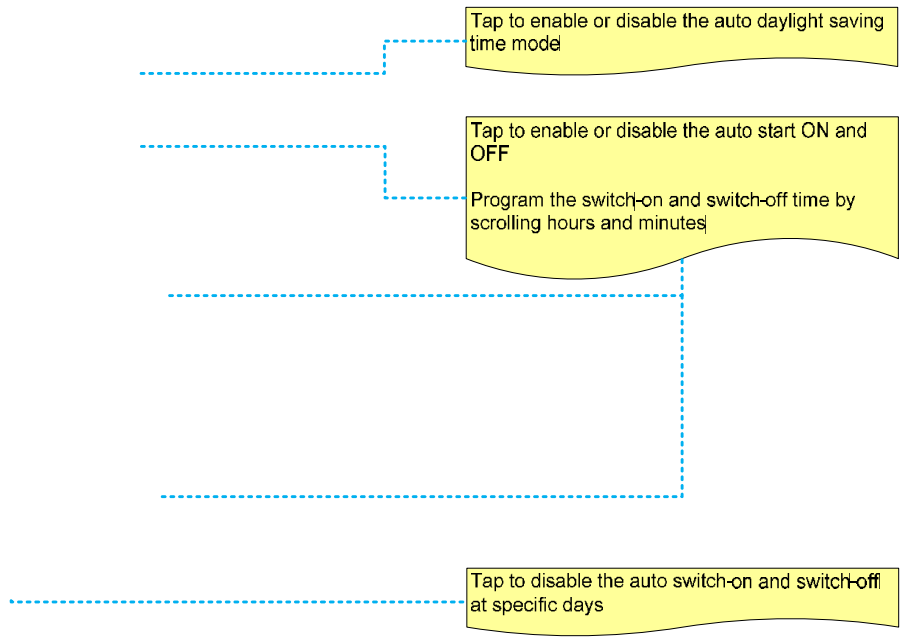 Tap to enable or disable the auto daylight saving
time mode
Tap to enable or disable the auto start ON and
OFF
Program the switch-on and switch-off time by
scrolling hours and minutes
Tap to disable the auto switch-on and switch-off
at specific days